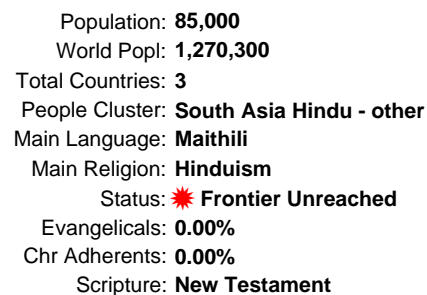 Population: 85,000
World Popl: 1,270,300
Total Countries: 3
People Cluster: South Asia Hindu - other
Main Language: Maithili
Main Religion: Hinduism
Status: Frontier Unreached
Evangelicals: 0.00%
Chr Adherents: 0.00%
Scripture: New Testament